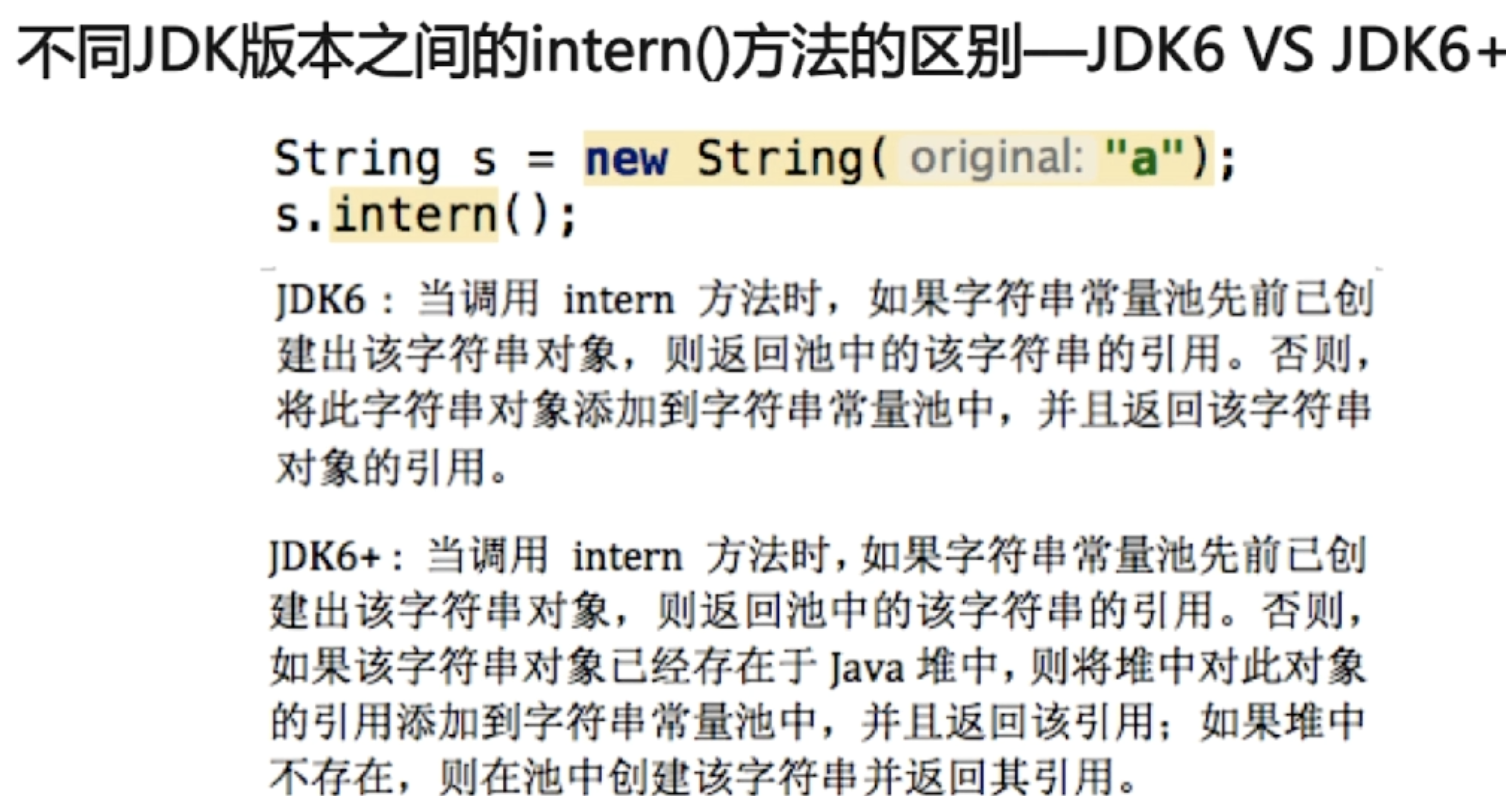 不同JDK版本之间的intern()方法的区别—JDK6 VS JDK6+
String s = new String( original: "a");
s.intern();
JDK6：当调用 intern 方法时，如果字符串常量池先前已创
建出该字符串对象，则返回池中的该字符串的引用。否则，
将此字符串对象添加到字符串常量池中，并且返回该字符串
对象的引用。
JDK6+：当调用 intern 方法时，如果字符串常量池先前已创
建出该字符串对象，则返回池中的该字符串的引用。否则，
如果该字符串对象已经存在于 Java 堆中，则将堆中对此对象
的引用添加到字符串常量池中，并且返回该引用；如果堆中
不存在，则在池中创建该字符串并返回其引用。